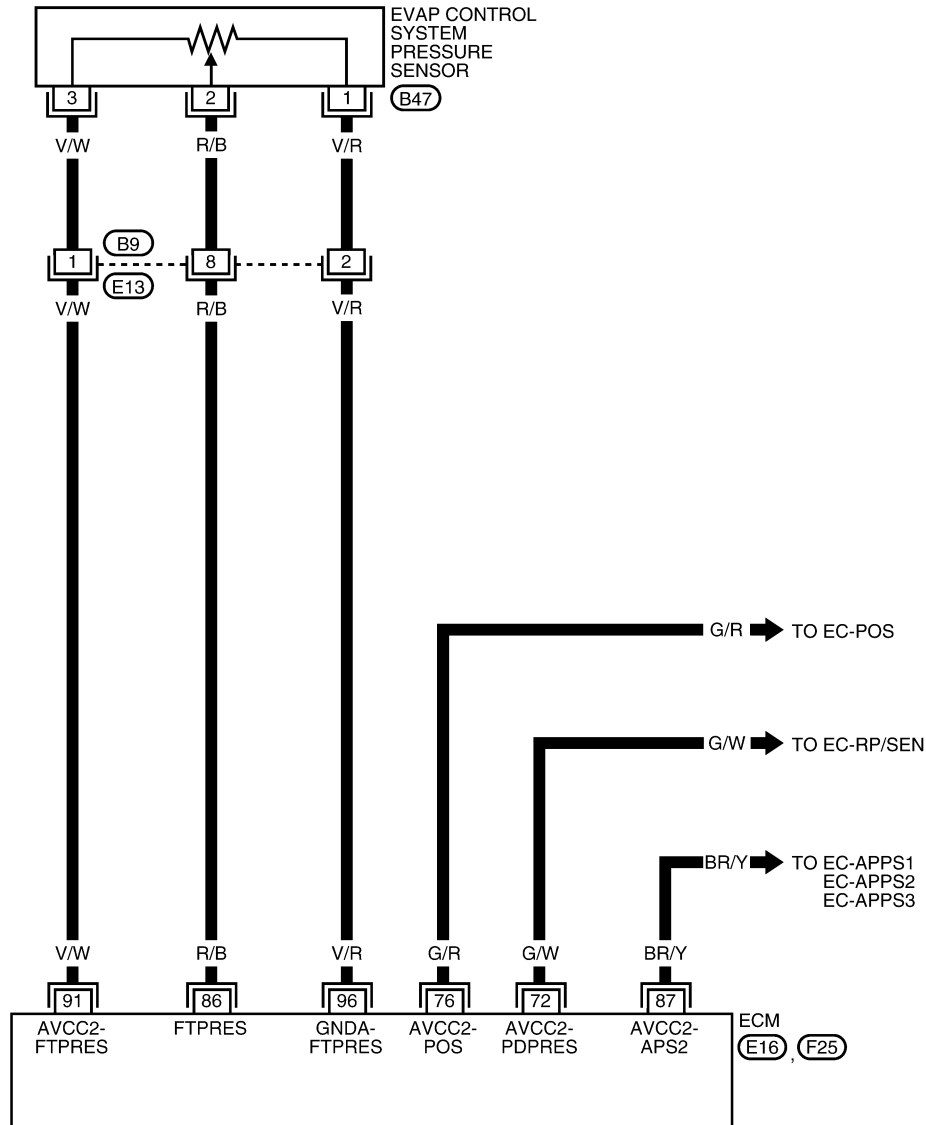 EVAP CONTROL
SYSTEM
PRESSURE
SENSOR
3 2 1 B47
V/W R/B V/R
B9
1 8 2
E13
V/W R/B V/R
G/R TO EC-POS
G/W TO EC-RP/SEN
BR/Y TO EC-APPS1
EC-APPS2
EC-APPS3
V/W R/B V/R G/R G/W BR/Y
91 86 96 76 72 87
AVCC2-
FTPRES
FTPRES
GNDA-
FTPRES
AVCC2-
POS
AVCC2-
PDPRES
AVCC2-
APS2
ECM
E16 , F25